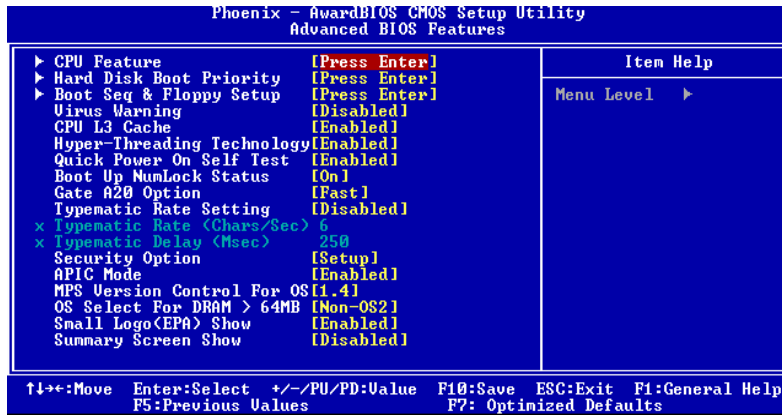 Phoenix - AwardBIOS CMOS Setup Utility
Advanced BIOS Features
► CPU Feature [Press Enter]
► Hard Disk Boot Priority [Press Enter]
► Boot Seq & Floppy Setup [Press Enter]
Virus Warning [Disabled]
CPU L3 Cache [Enabled]
Hyper-Threading Technology[Enabled]
Quick Power On Self Test [Enabled]
Boot Up NumLock Status [On]
Gate A20 Option [Fast]
Typematic Rate Setting [Disabled]
x Typematic Rate (Chars/Sec) 6
x Typematic Delay (Msec) 250
Security Option [Setup]
APIC Mode [Enabled]
MPS Version Control For OS[1.4]
OS Select For DRAM > 64MB [Non-OS2]
Small Logo(EPA) Show [Enabled]
Summary Screen Show [Disabled]
Item Help
Menu Level ►
↑↓→←:Move Enter:Select +/-/PU/PD:Value F10:Save ESC:Exit F1:General Help
F5:Previous Values F7: Optimized Defaults